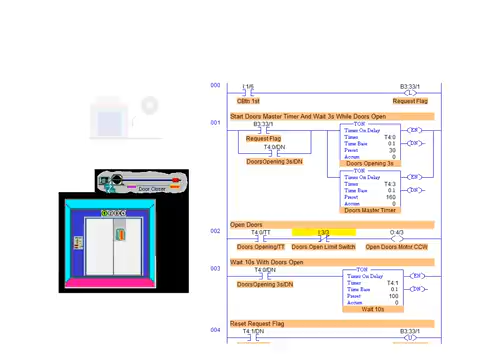 000
I:1/6
B3:33/1
L
CBtn 1st
Request Flag
Start Doors Master Timer And Wait 3s While Doors Open
001
B3:33/1
TON
Request Flag
Timer On Delay
EN
T4:0/DN
Timer T4:0
Time Base 0.1
DN
DoorsOpening 3s/DN
Preset 30
Accum 0
Doors Opening 3s
TON
Timer On Delay
EN
Timer T4:3
Time Base 0.1
DN
Preset 160
Accum 0
Doors Master Timer
Door Closer
Open Doors
002
T4:0/TT
I:3/3
O:4/3
Doors Opening/TT
Doors Open Limit Switch
Open Doors Motor CCW
Wait 10s With Doors Open
003
T4:0/DN
TON
DoorsOpening 3s/DN
Timer On Delay
EN
Timer T4:1
Time Base 0.1
DN
Preset 100
Accum 0
Wait 10s
Reset Request Flag
004
T4:1/DN
B3:33/1
U